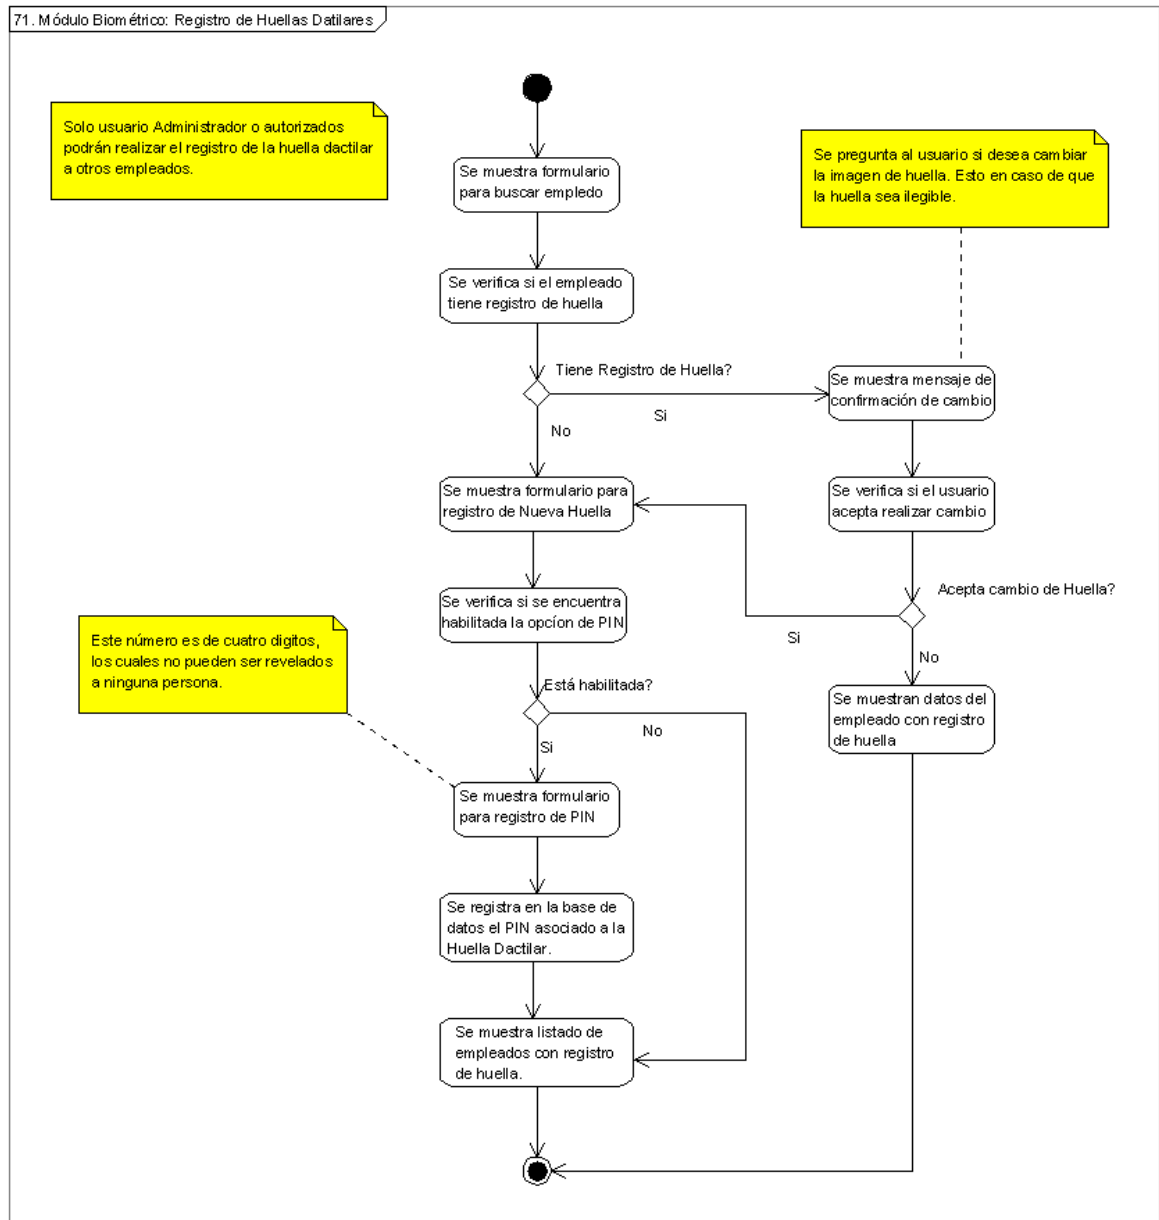 71. Módulo Biométrico: Registro de Huellas Datilares
Solo usuario Administrador o autorizados
podrán realizar el registro de la huella dactilar
a otros empleados.
Se muestra formulario
para buscar empledo
Se pregunta al usuario si desea cambiar
la imagen de huella. Esto en caso de que
la huella sea ilegible.
Se verifica si el empleado
tiene registro de huella
Tiene Registro de Huella?
Si
No
Se muestra mensaje de
confirmación de cambio
Se muestra formulario para
registro de Nueva Huella
Se verifica si el usuario
acepta realizar cambio
Acepta cambio de Huella?
Si
No
Se verifica si se encuentra
habilitada la opcíon de PIN
Este número es de cuatro digitos,
los cuales no pueden ser revelados
a ninguna persona.
Está habilitada?
No
Si
Se muestran datos del
empleado con registro
de huella
Se muestra formulario
para registro de PIN
Se registra en la base de
datos el PIN asociado a la
Huella Dactilar.
Se muestra listado de
empleados con registro
de huella.